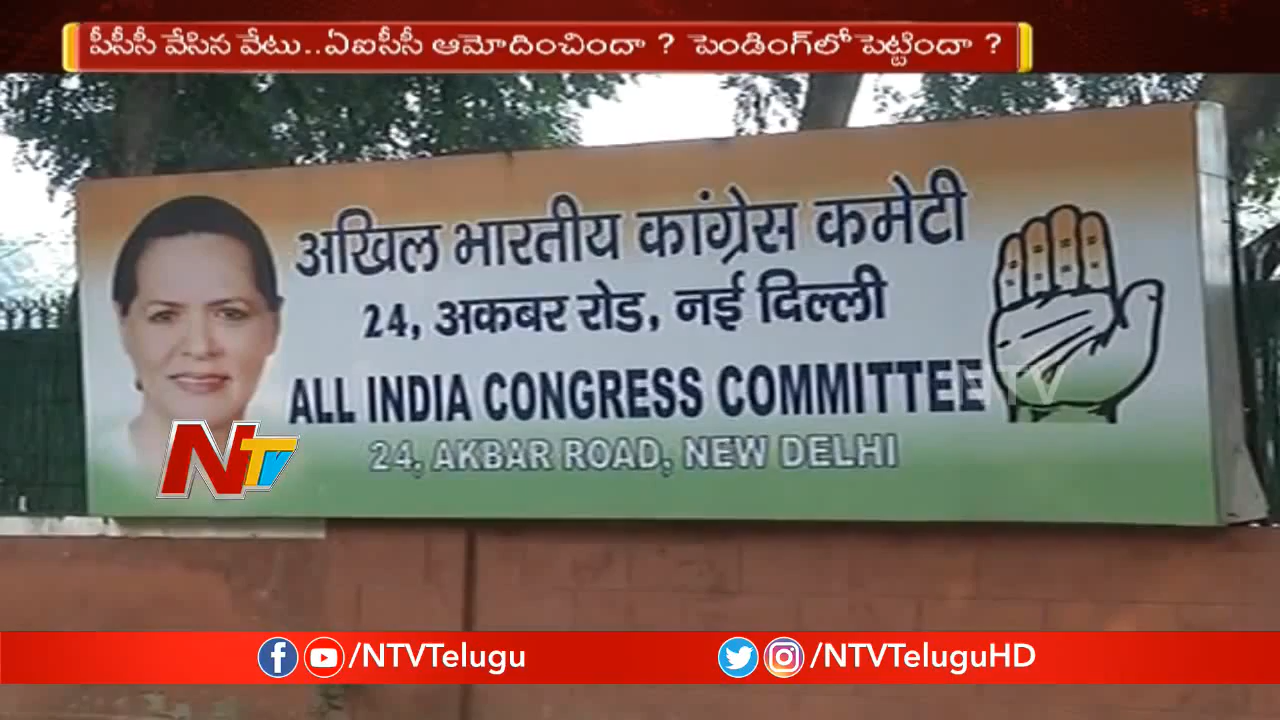 పీసీసీ వేసిన వేటు..ఏఐసీసీ ఆమోదించిందా ? పెండింగ్‌లో పెట్టిందా ?
अखिल भारतीय कांग्रेस कमेटी
24, अकबर रोड, नई दिल्ली
ALL INDIA CONGRESS COMMITTEE
24, AKBAR ROAD, NEW DELHI
NTV
NTV
/NTVTelugu
/NTVTeluguHD